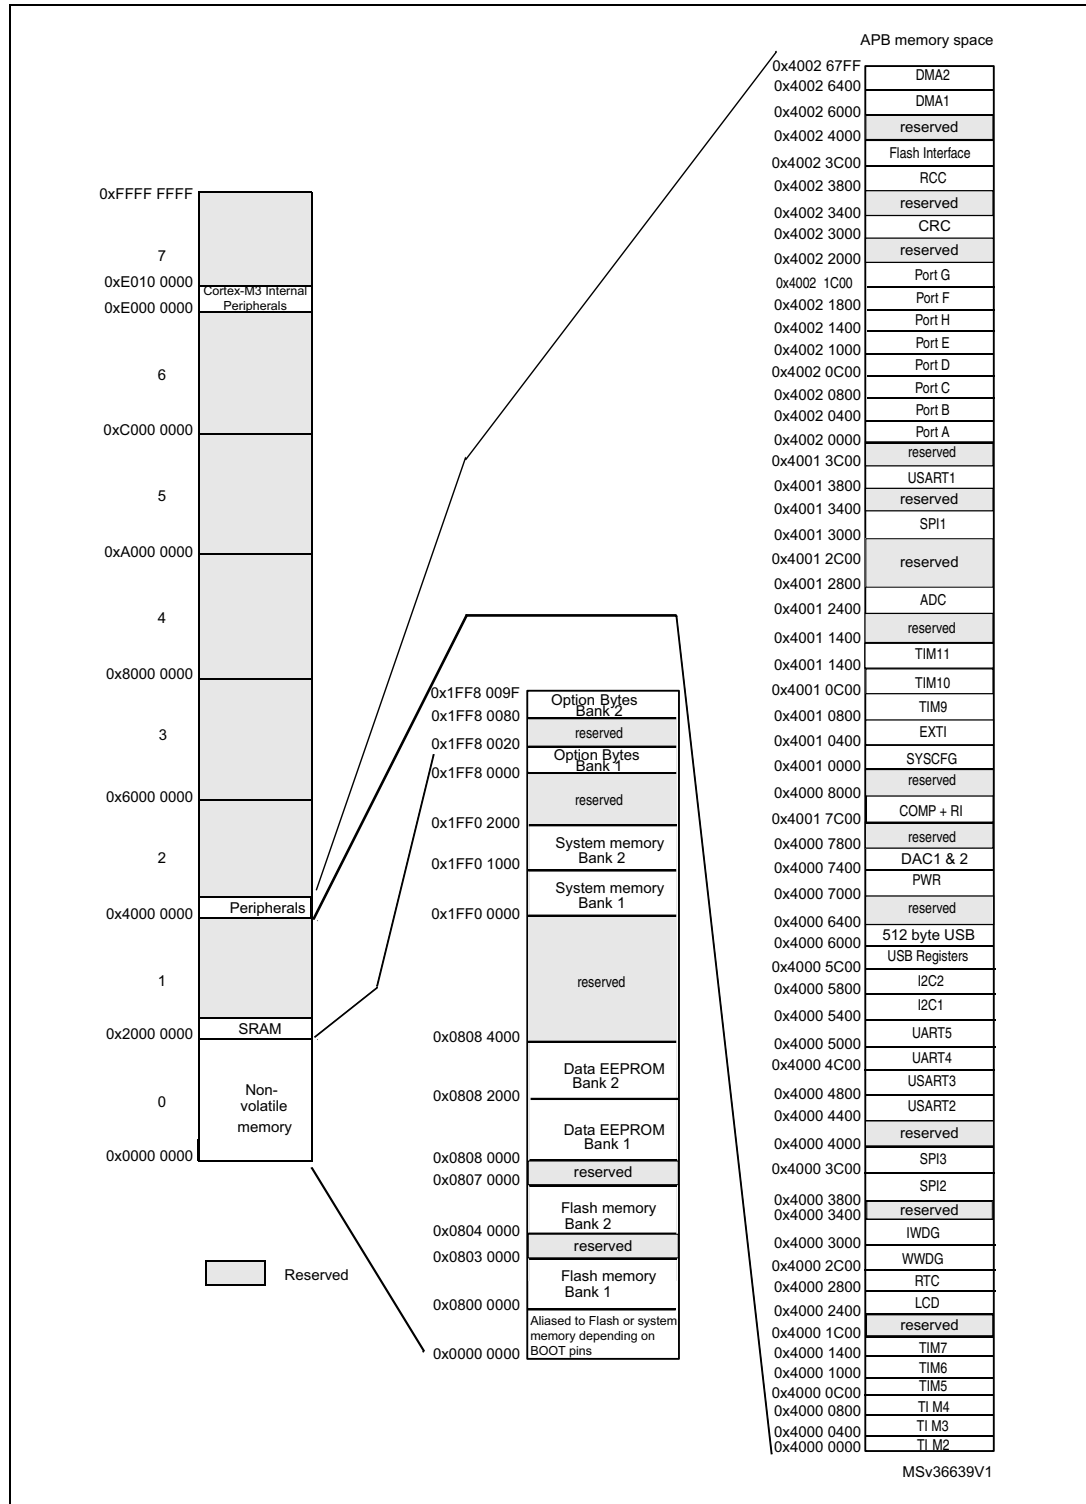 APB memory space
0x4002 67FF
DMA2
0x4002 6400
DMA1
0x4002 6000
reserved
0x4002 4000
Flash Interface
0x4002 3C00
RCC
0x4002 3800
reserved
0x4002 3400
CRC
0x4002 3000
reserved
0x4002 2000
Port G
0x4002 1C00
Port F
0x4002 1800
Port H
0x4002 1400
Port E
0x4002 1000
Port D
0x4002 0C00
Port C
0x4002 0800
Port B
0x4002 0400
Port A
0x4002 0000
reserved
0x4001 3C00
USART1
0x4001 3800
reserved
0x4001 3400
SPI1
0x4001 3000
0x4001 2C00
reserved
0x4001 2800
ADC
0x4001 2400
reserved
0x4001 1400
TIM11
0x4001 1400
TIM10
0x4001 0C00
TIM9
0x4001 0800
EXTI
0x4001 0400
SYSCFG
0x4001 0000
reserved
0x4000 8000
COMP + RI
0x4001 7C00
reserved
0x4000 7800
DAC1 & 2
0x4000 7400
PWR
0x4000 7000
reserved
0x4000 6400
512 byte USB
0x4000 6000
USB Registers
0x4000 5C00
I2C2
0x4000 5800
I2C1
0x4000 5400
UART5
0x4000 5000
UART4
0x4000 4C00
USART3
0x4000 4800
USART2
0x4000 4400
reserved
0x4000 4000
SPI3
0x4000 3C00
SPI2
0x4000 3800
reserved
0x4000 3400
IWDG
0x4000 3000
WWDG
0x4000 2C00
RTC
0x4000 2800
LCD
0x4000 2400
reserved
0x4000 1C00
TIM7
0x4000 1400
TIM6
0x4000 1000
TIM5
0x4000 0C00
TI M4
0x4000 0800
TI M3
0x4000 0400
TI M2
0x4000 0000
0xFFFF FFFF
7
0xE010 0000
Cortex-M3 Internal
Peripherals
0xE000 0000
6
0xC000 0000
5
0xA000 0000
4
0x8000 0000
3
0x6000 0000
2
Peripherals
0x4000 0000
1
SRAM
0x2000 0000
0
Non-
volatile
memory
0x0000 0000
Reserved
0x1FF8 009F
Option Bytes
Bank 2
0x1FF8 0080
reserved
0x1FF8 0020
Option Bytes
Bank 1
0x1FF8 0000
reserved
0x1FF0 2000
System memory
Bank 2
0x1FF0 1000
System memory
Bank 1
0x1FF0 0000
reserved
0x0808 4000
Data EEPROM
Bank 2
0x0808 2000
Data EEPROM
Bank 1
0x0808 0000
reserved
0x0807 0000
Flash memory
Bank 2
0x0804 0000
reserved
0x0803 0000
Flash memory
Bank 1
0x0800 0000
Aliased to Flash or system
memory depending on
BOOT pins
0x0000 0000
MSv36639V1